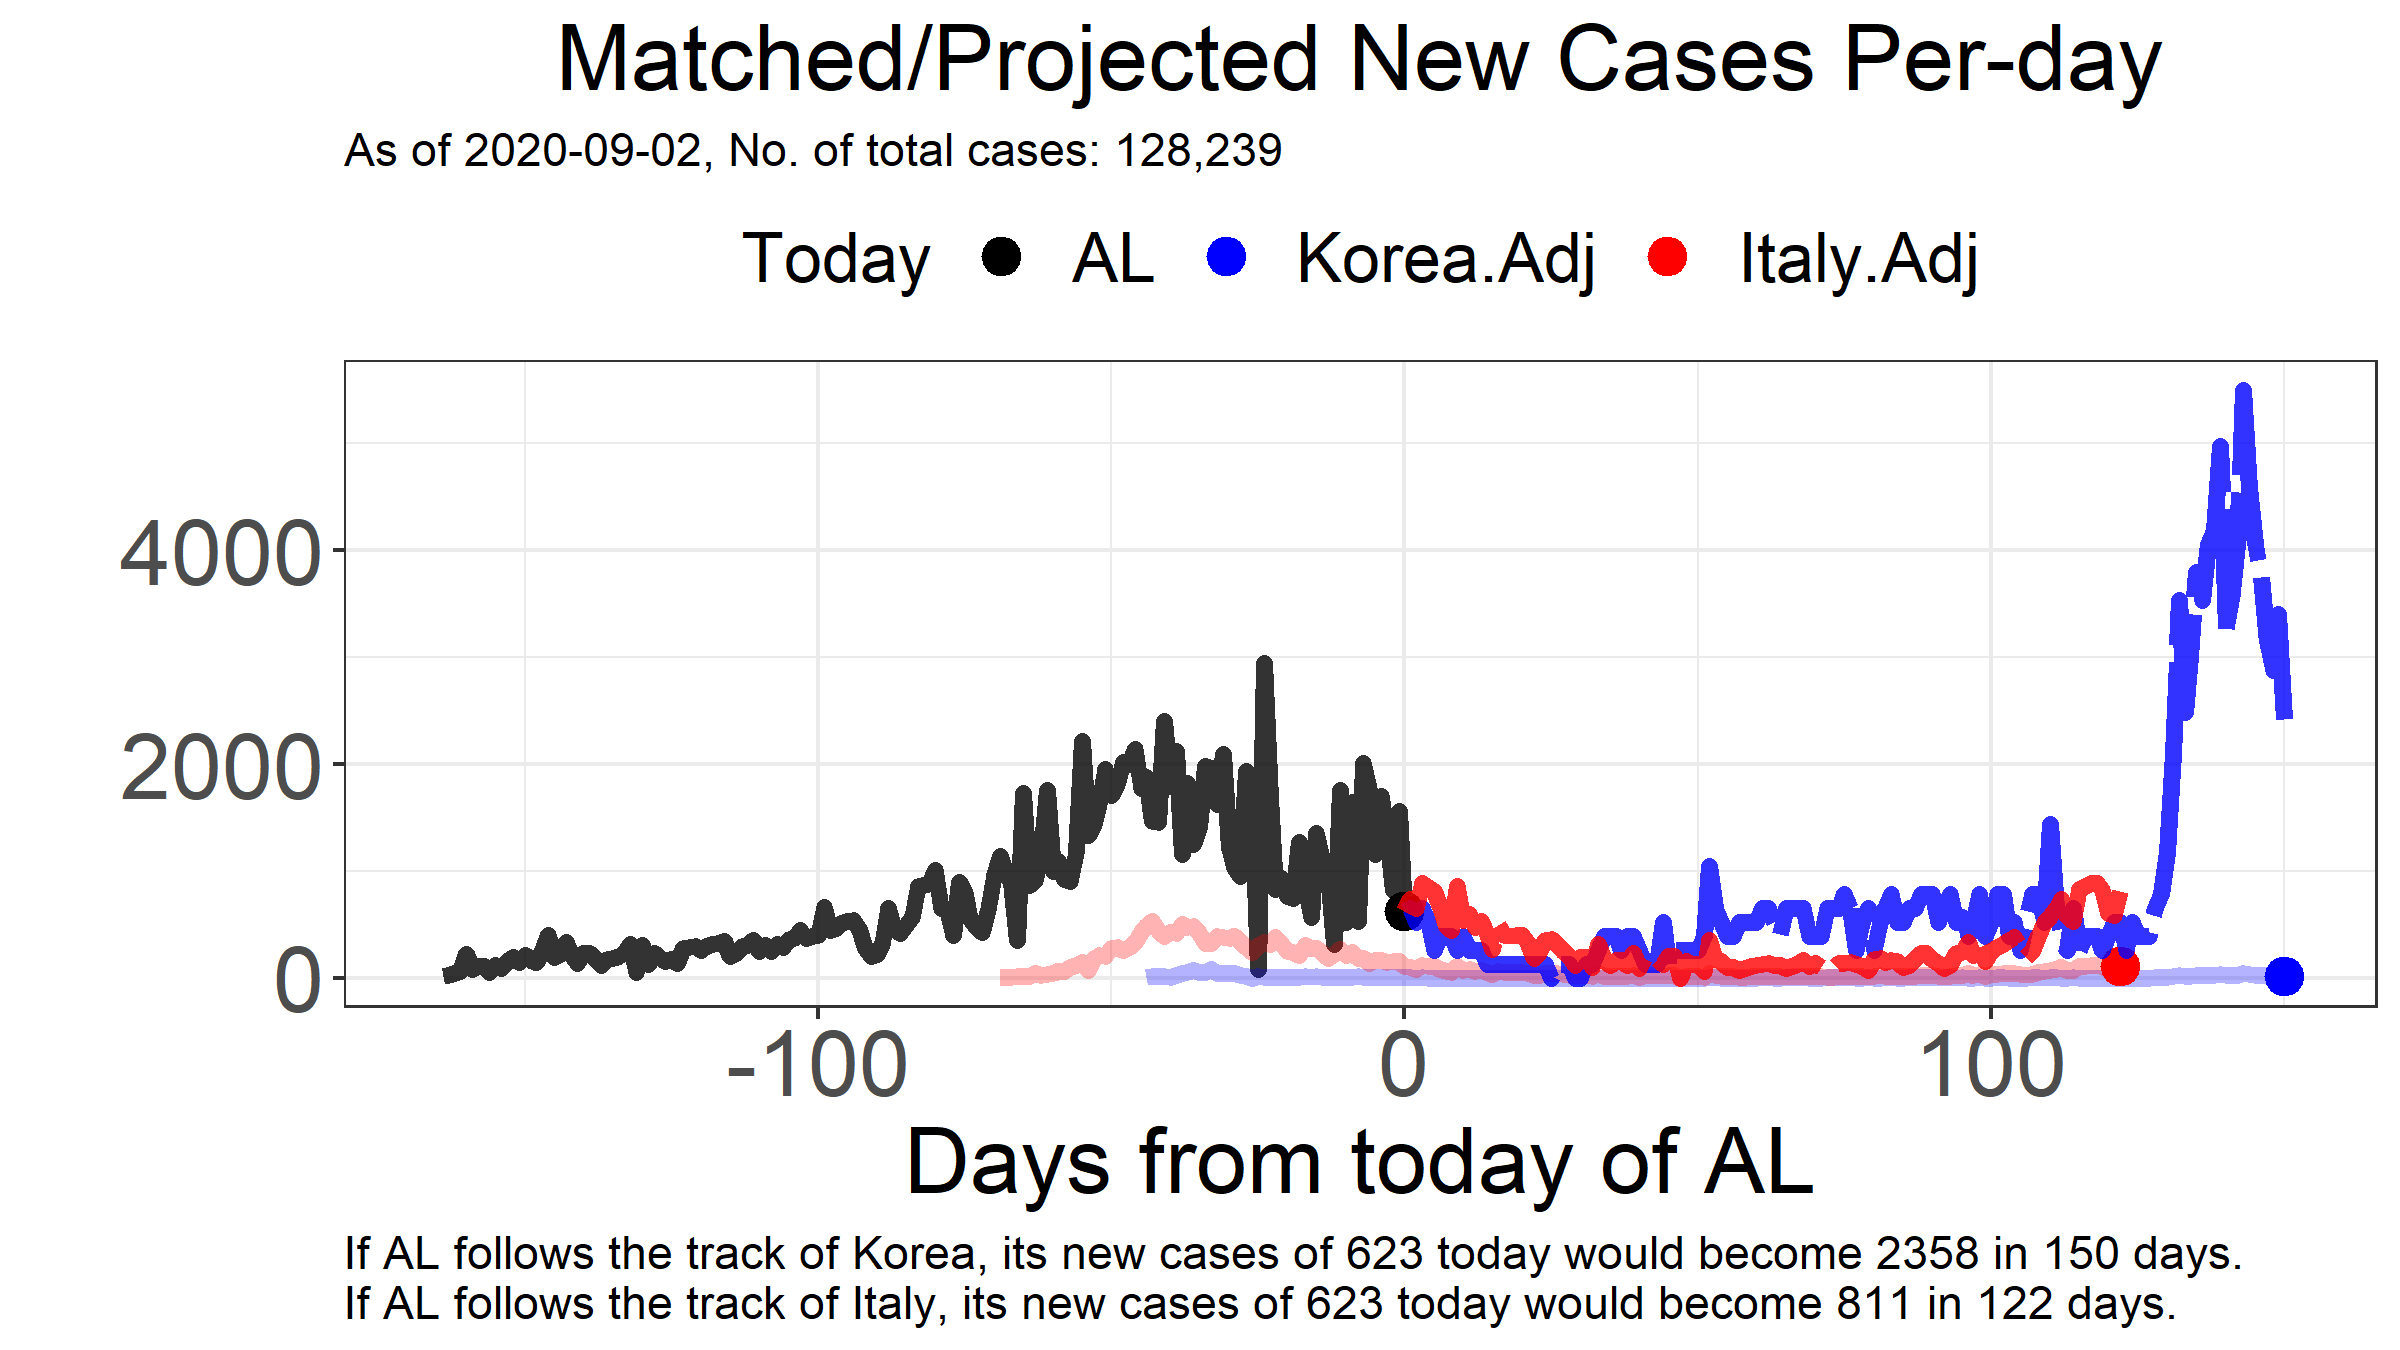 Matched/Projected New Cases Per-day
As of 2020-09-02, No. of total cases: 128,239
Today AL Korea.Adj Italy.Adj
4000
2000
0
-100 0 100
Days from today of AL
If AL follows the track of Korea, its new cases of 623 today would become 2358 in 150 days.
If AL follows the track of Italy, its new cases of 623 today would become 811 in 122 days.